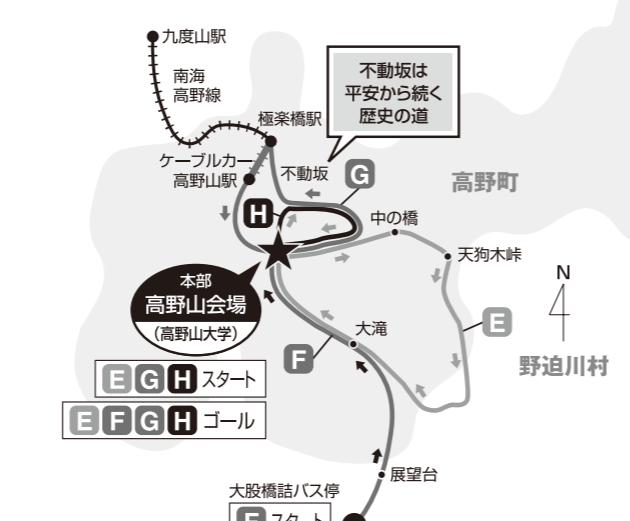 九度山駅
南海
高野線
極楽橋駅
不動坂は
平安から続く
歴史の道
ケーブルカー
高野山駅
不動坂
G
高野町
H
中の橋
天狗木峠
N
本部
高野山会場
(高野山大学)
E
野迫川村
大滝
F
E G H スタート
E F G H ゴール
展望台
大股橋詰バス停
F スタート